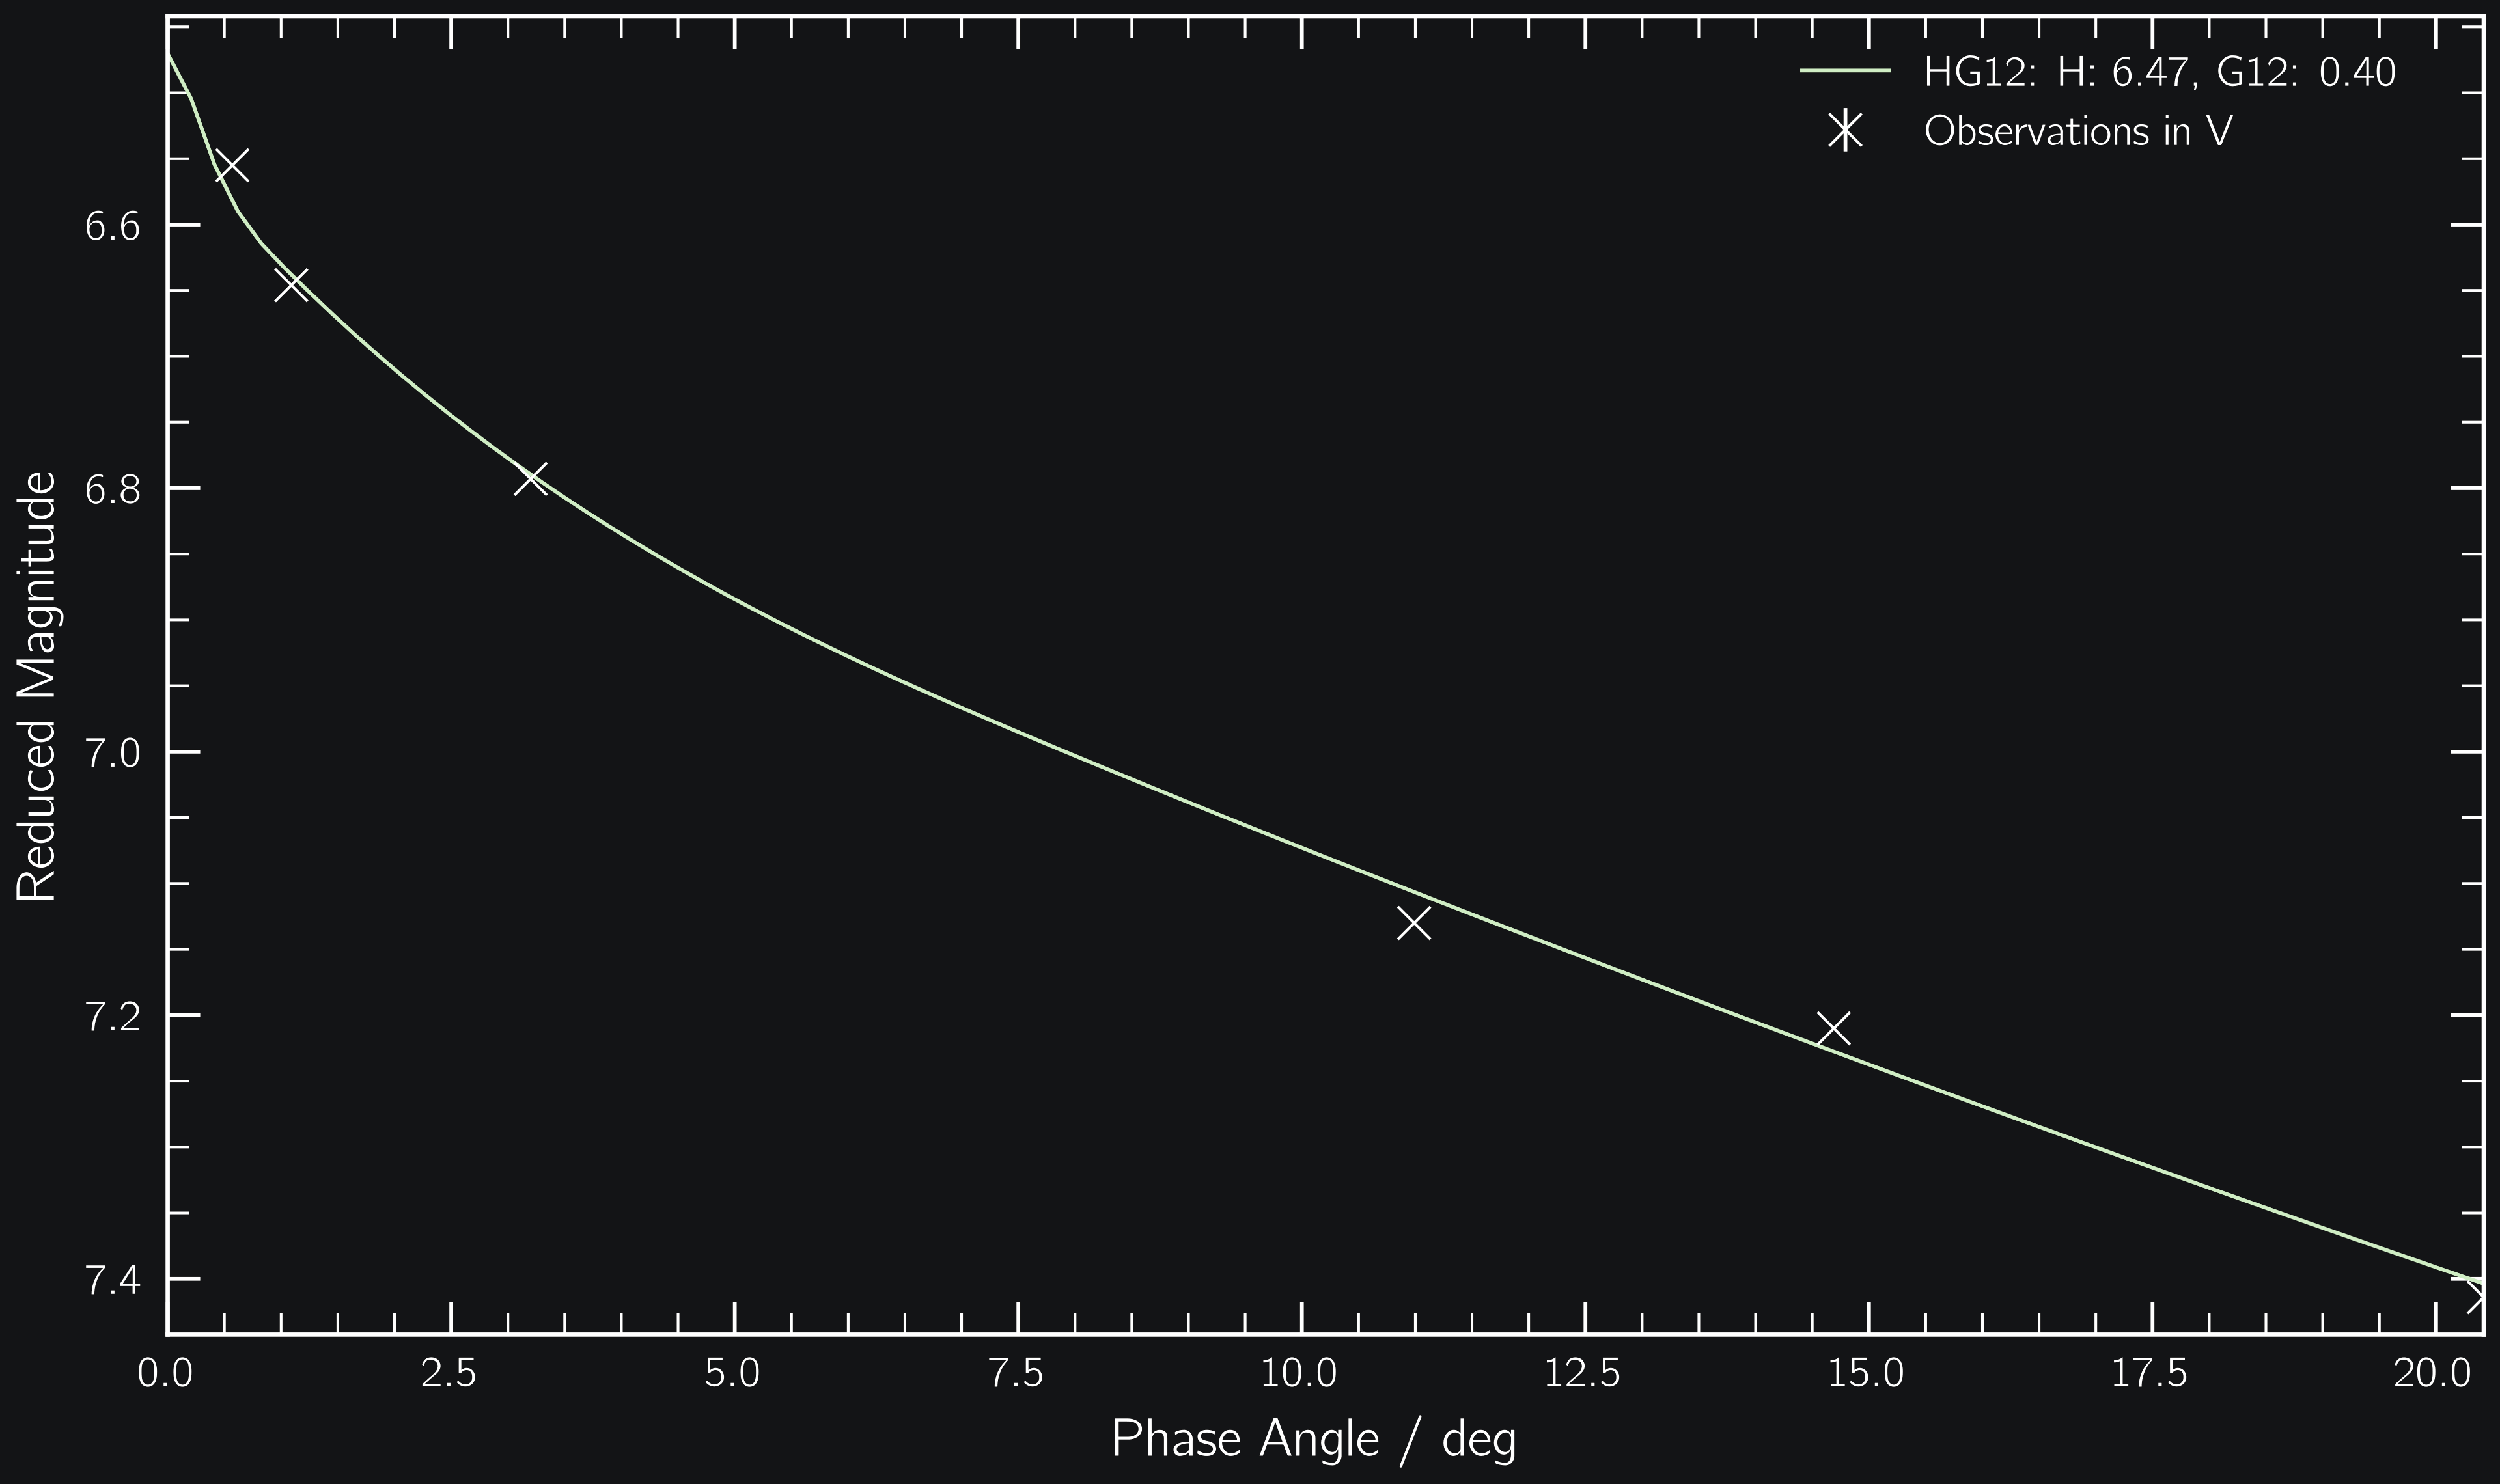 HG12: H: 6.47, G12: 0.40
Observations in V
6.6
6.8
7.0
7.2
7.4
Reduced Magnitude
0.0 2.5 5.0 7.5 10.0 12.5 15.0 17.5 20.0
Phase Angle / deg